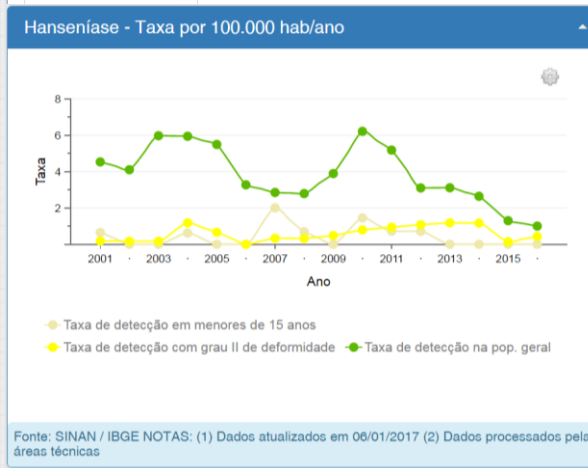 Hanseníase - Taxa por 100.000 hab/ano
8
6
4
2
Taxa
2001 · 2003 · 2005 · 2007 · 2009 · 2011 · 2013 · 2015 ·
Ano
Taxa de detecção em menores de 15 anos
Taxa de detecção com grau II de deformidade Taxa de detecção na pop. geral
Fonte: SINAN / IBGE NOTAS: (1) Dados atualizados em 06/01/2017 (2) Dados processados pela
áreas técnicas